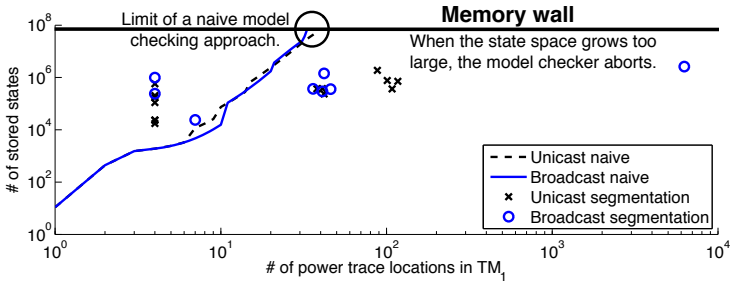 Memory wall
Limit of a naive model
checking approach.
When the state space grows too
large, the model checker aborts.
# of stored states
10^8
10^6
10^4
10^2
10^0
Unicast naive
Broadcast naive
Unicast segmentation
Broadcast segmentation
10^0 10^1 10^2 10^3 10^4
# of power trace locations in TM_1